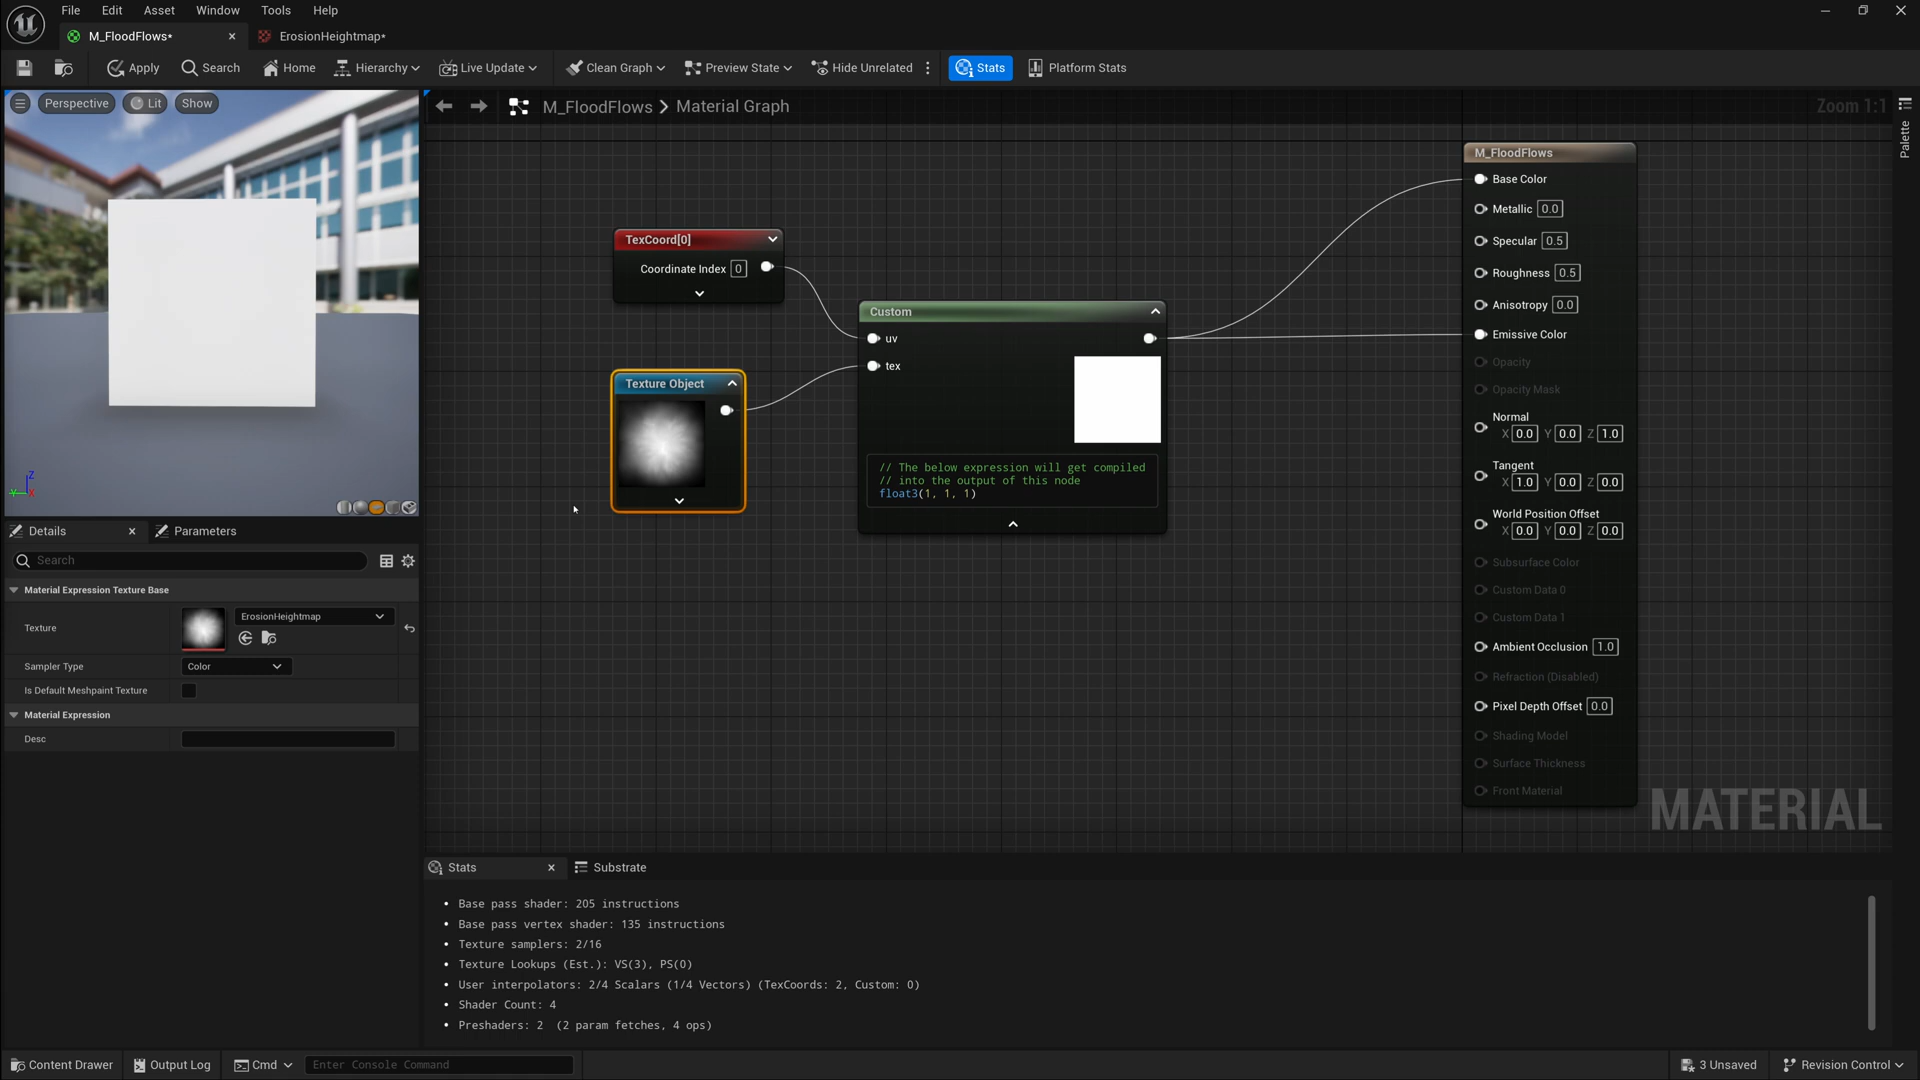 File Edit Asset Window Tools Help
M_FloodFlows* ErosionHeightmap*
Apply Search Home Hierarchy Live Update Clean Graph Preview State Hide Unrelated Stats Platform Stats
Perspective Lit Show
M_FloodFlows > Material Graph
Zoom 1:1
Palette
TexCoord[0]
Coordinate Index 0
Texture Object
Custom
uv
tex
// The below expression will get compiled
// into the output of this node
float3(1, 1, 1)
M_FloodFlows
Base Color
Metallic 0.0
Specular 0.5
Roughness 0.5
Anisotropy 0.0
Emissive Color
Opacity
Opacity Mask
Normal
X 0.0 Y 0.0 Z 1.0
Tangent
X 1.0 Y 0.0 Z 0.0
World Position Offset
X 0.0 Y 0.0 Z 0.0
Subsurface Color
Custom Data 0
Custom Data 1
Ambient Occlusion 1.0
Refraction (Disabled)
Pixel Depth Offset 0.0
Shading Model
Surface Thickness
Front Material
MATERIAL
Z
Y
X
Details Parameters
Search
Material Expression Texture Base
Texture ErosionHeightmap
Sampler Type Color
Is Default Meshpaint Texture
Material Expression
Desc
Stats Substrate
• Base pass shader: 205 instructions
• Base pass vertex shader: 135 instructions
• Texture samplers: 2/16
• Texture Lookups (Est.): VS(3), PS(0)
• User interpolators: 2/4 Scalars (1/4 Vectors) (TexCoords: 2, Custom: 0)
• Shader Count: 4
• Preshaders: 2 (2 param fetches, 4 ops)
Content Drawer Output Log Cmd Enter Console Command 3 Unsaved Revision Control